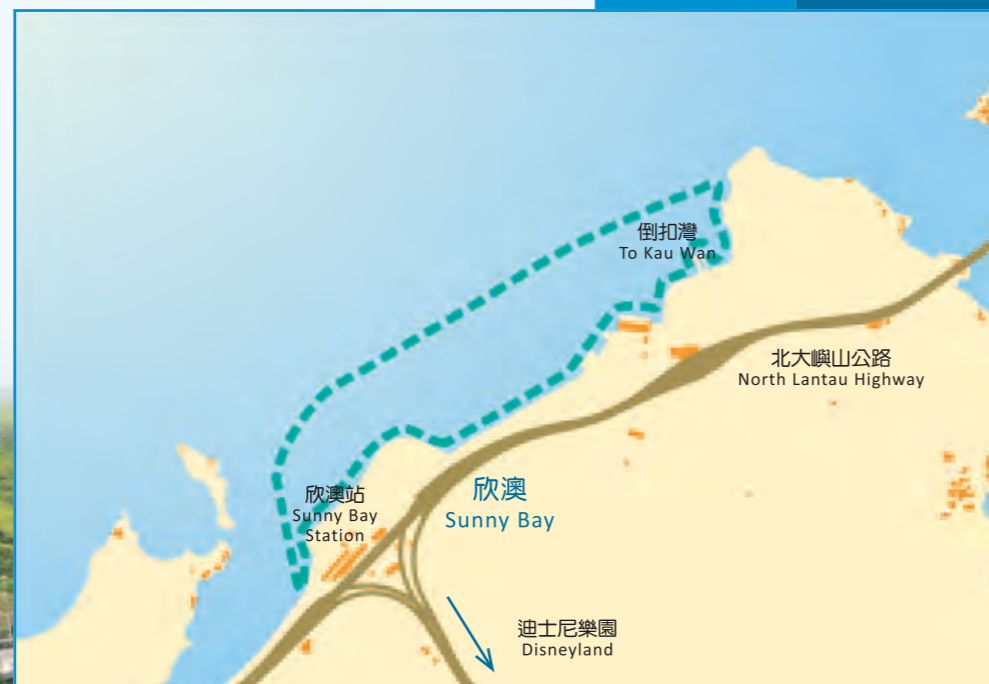 倒扣灣
To Kau Wan
北大嶼山公路
North Lantau Highway
欣澳站
Sunny Bay
Station
欣澳
Sunny Bay
迪士尼樂園
Disneyland